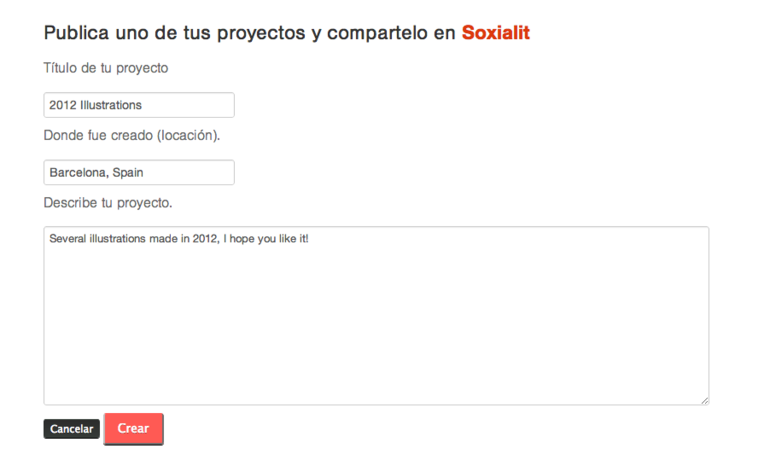 Publica uno de tus proyectos y compartelo en Soxialit
Título de tu proyecto
2012 Illustrations
Donde fue creado (locación).
Barcelona, Spain
Describe tu proyecto.
Several illustrations made in 2012, I hope you like it!
Cancelar Crear